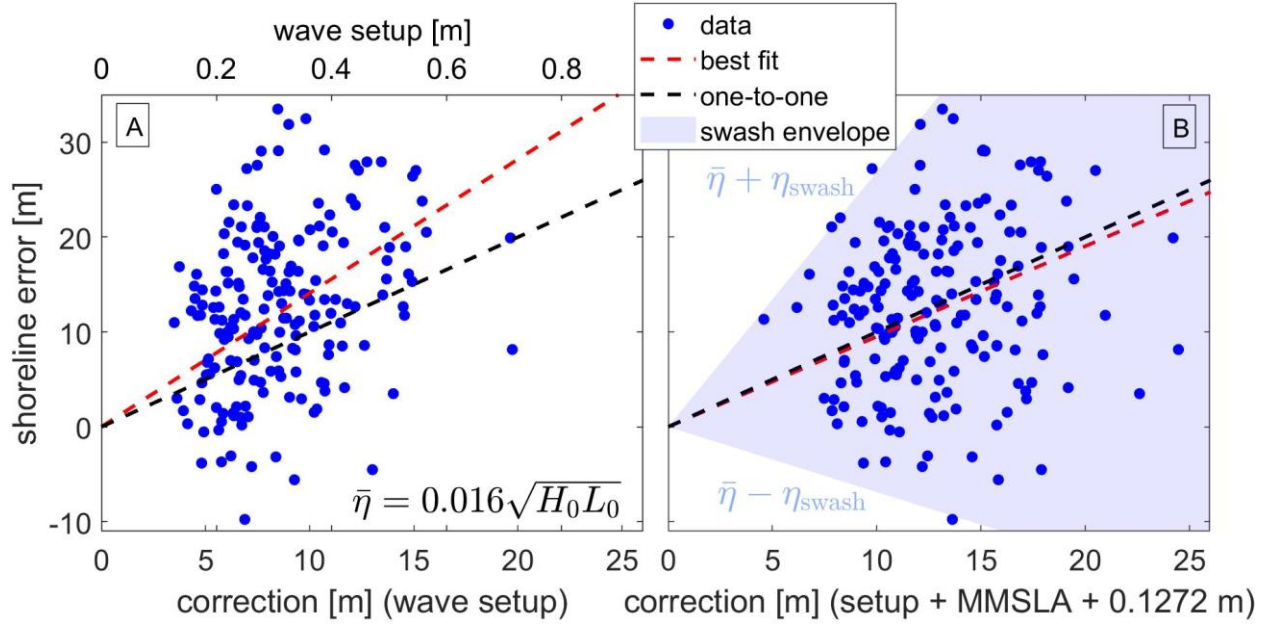 wave setup [m]
0 0.2 0.4 0.6 0.8
data
best fit
one-to-one
swash envelope
A
B
30
20
10
0
-10
shoreline error [m]
η̄ + η_swash
η̄ − η_swash
η̄ = 0.016√H₀L₀
0 5 10 15 20 25
0 5 10 15 20 25
correction [m] (wave setup)
correction [m] (setup + MMSLA + 0.1272 m)